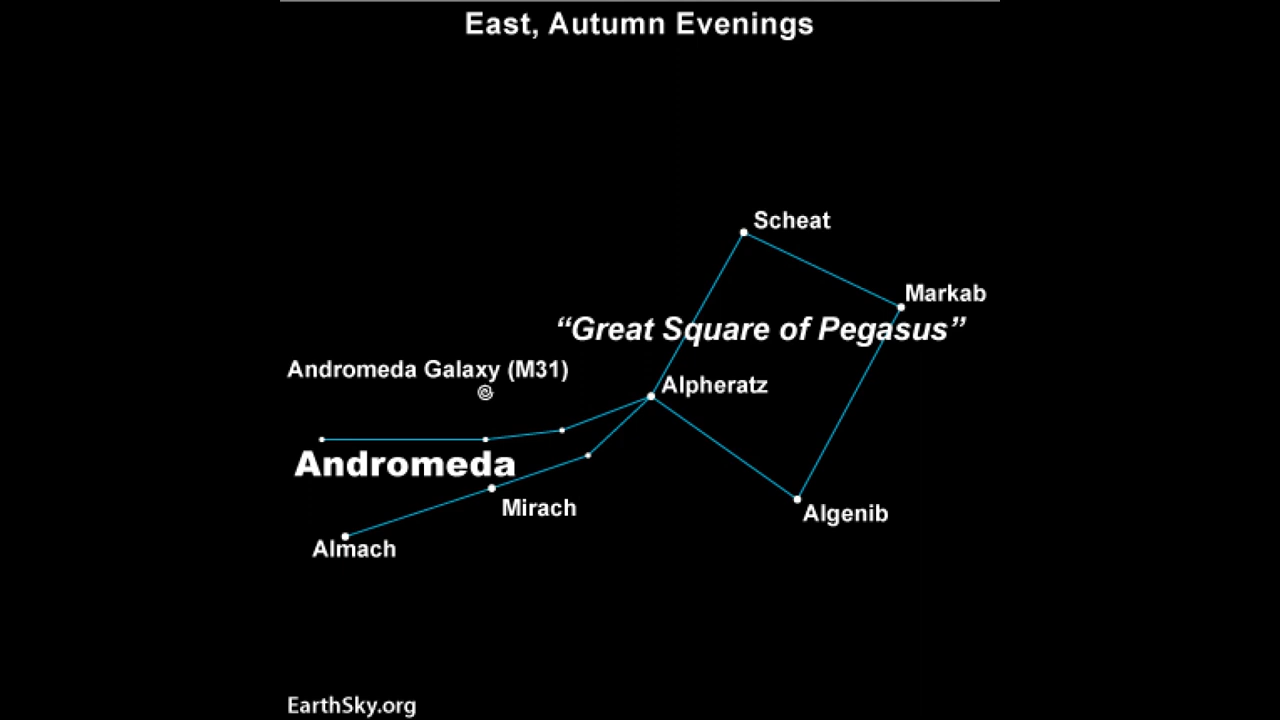 East, Autumn Evenings
Scheat
Markab
“Great Square of Pegasus”
Andromeda Galaxy (M31)
Alpheratz
Andromeda
Mirach
Algenib
Almach
EarthSky.org